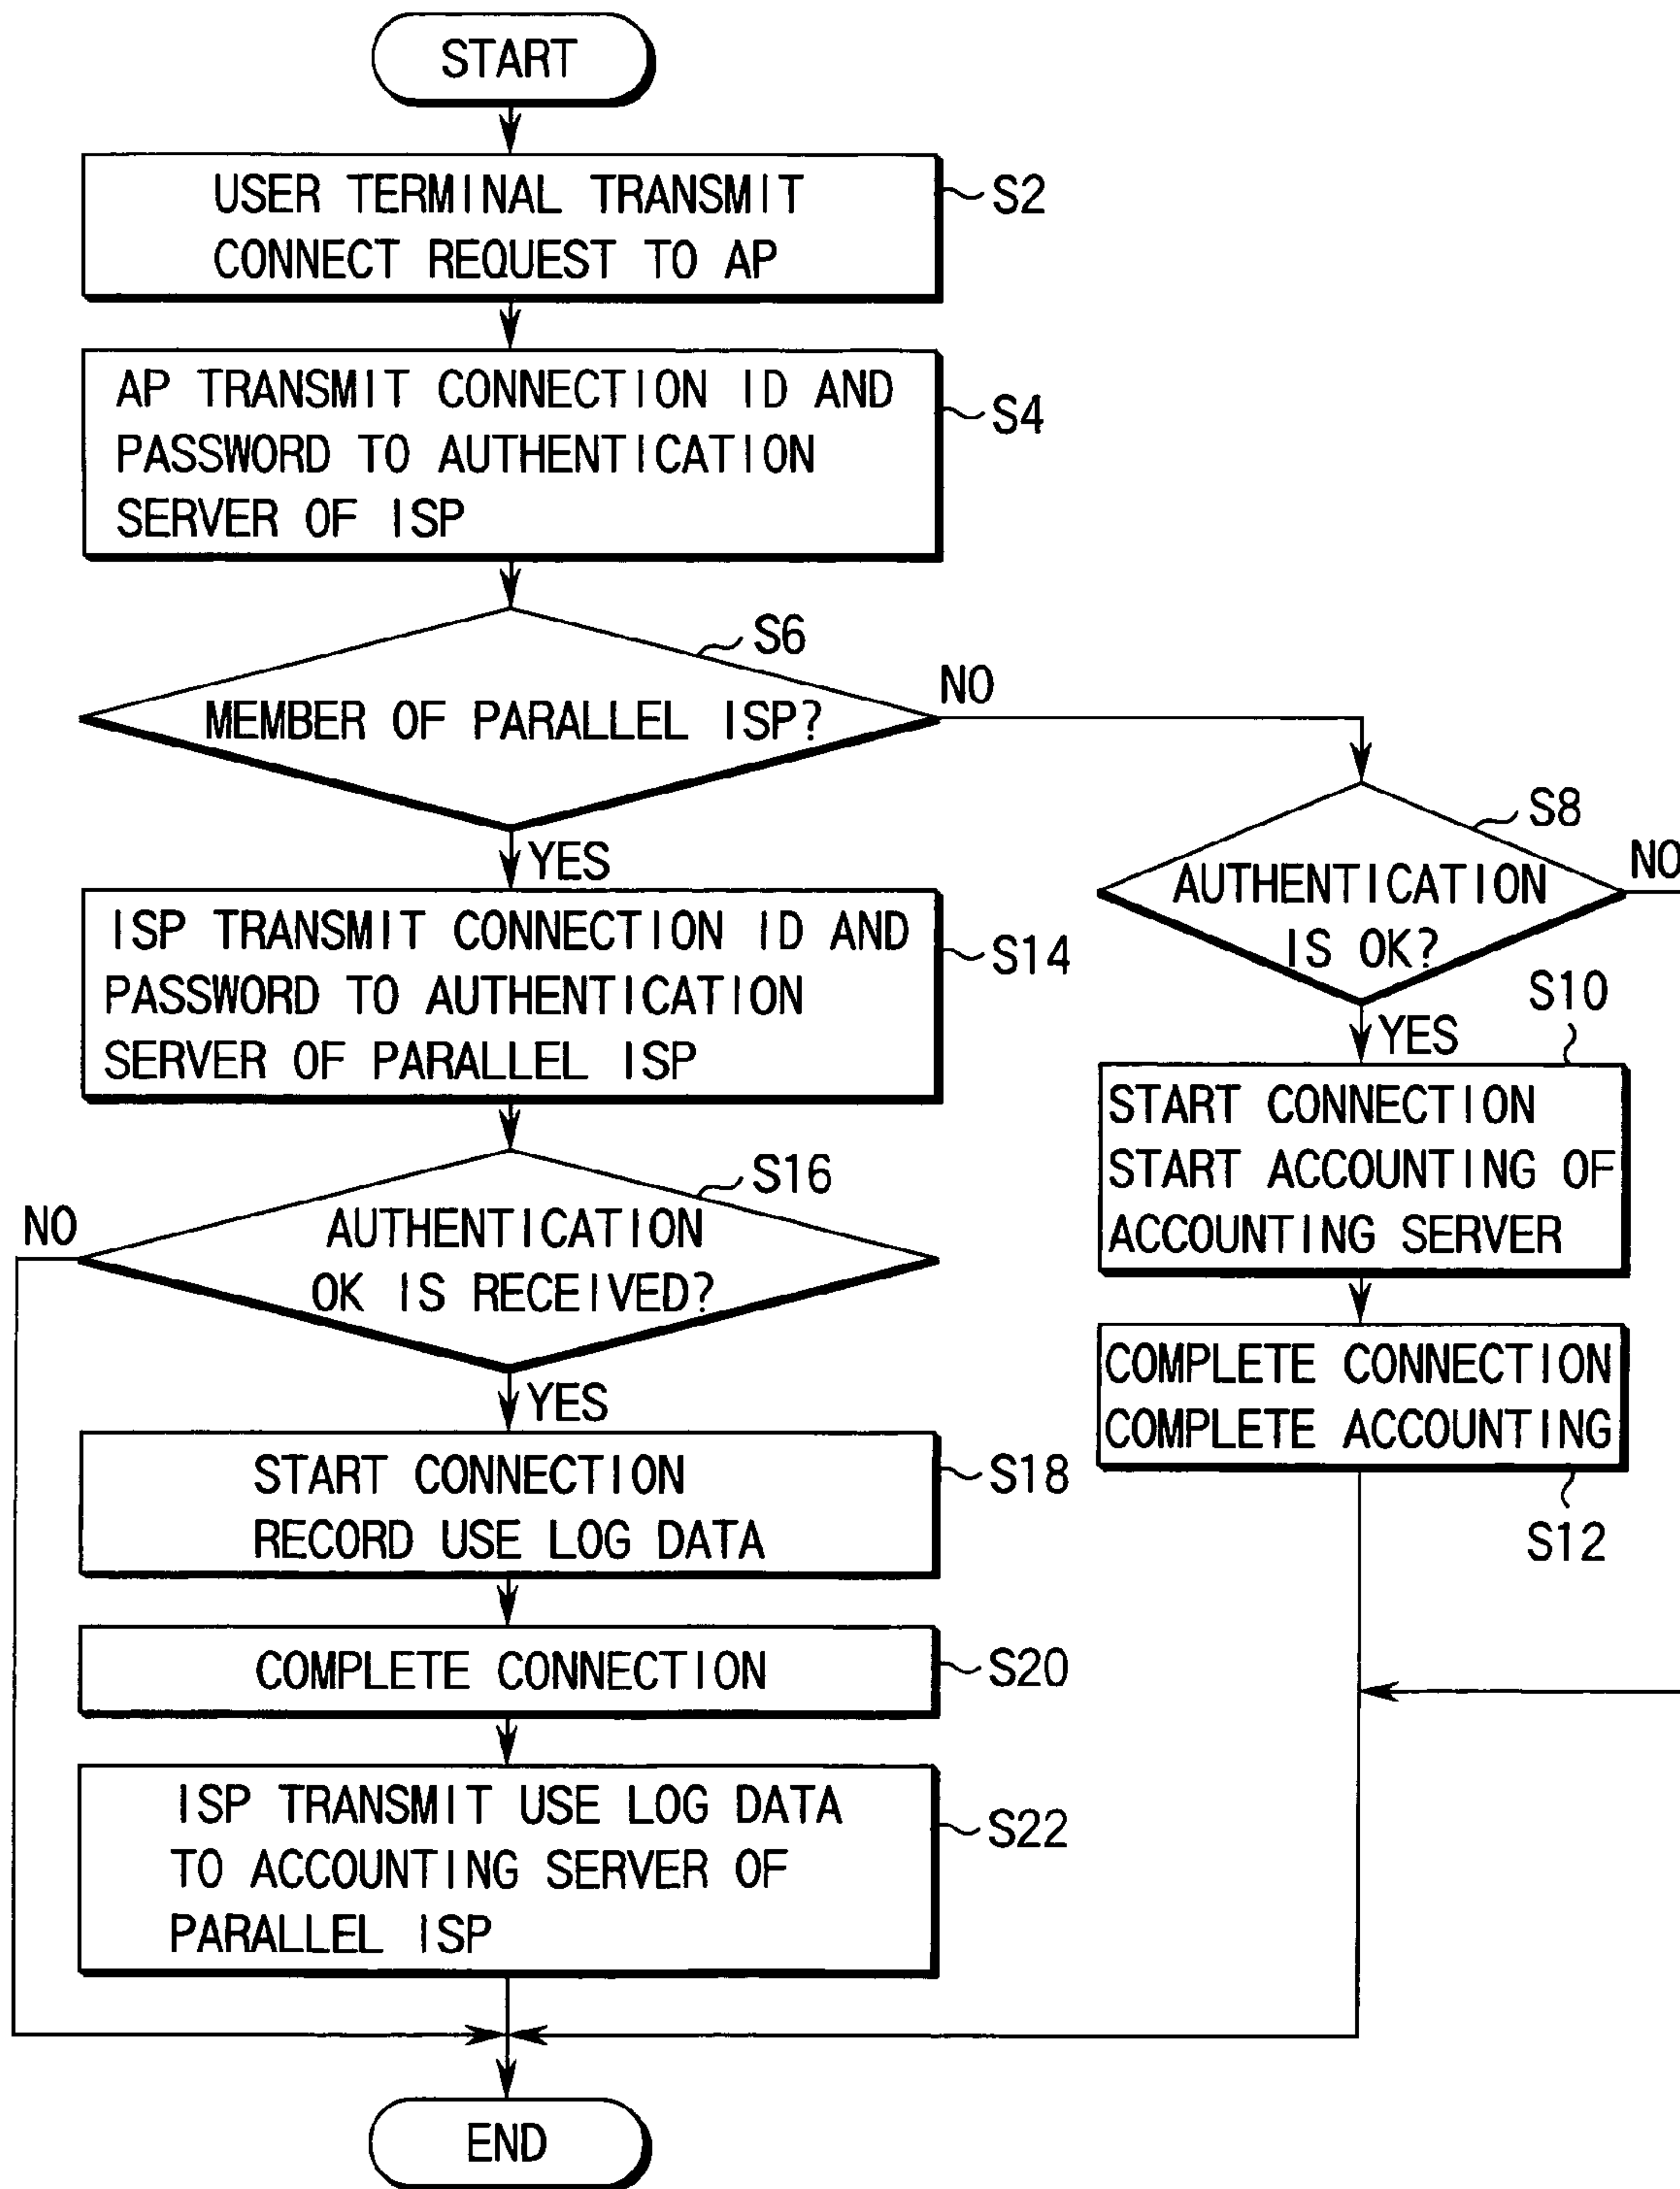 START
USER TERMINAL TRANSMIT
CONNECT REQUEST TO AP
S2
AP TRANSMIT CONNECTION ID AND
PASSWORD TO AUTHENTICATION
SERVER OF ISP
S4
S6
MEMBER OF PARALLEL ISP?
NO
YES
S8
AUTHENTICATION
IS OK?
NO
YES
ISP TRANSMIT CONNECTION ID AND
PASSWORD TO AUTHENTICATION
SERVER OF PARALLEL ISP
S14
S10
START CONNECTION
START ACCOUNTING OF
ACCOUNTING SERVER
S16
AUTHENTICATION
OK IS RECEIVED?
NO
YES
COMPLETE CONNECTION
COMPLETE ACCOUNTING
S12
START CONNECTION
RECORD USE LOG DATA
S18
COMPLETE CONNECTION
S20
ISP TRANSMIT USE LOG DATA
TO ACCOUNTING SERVER OF
PARALLEL ISP
S22
END